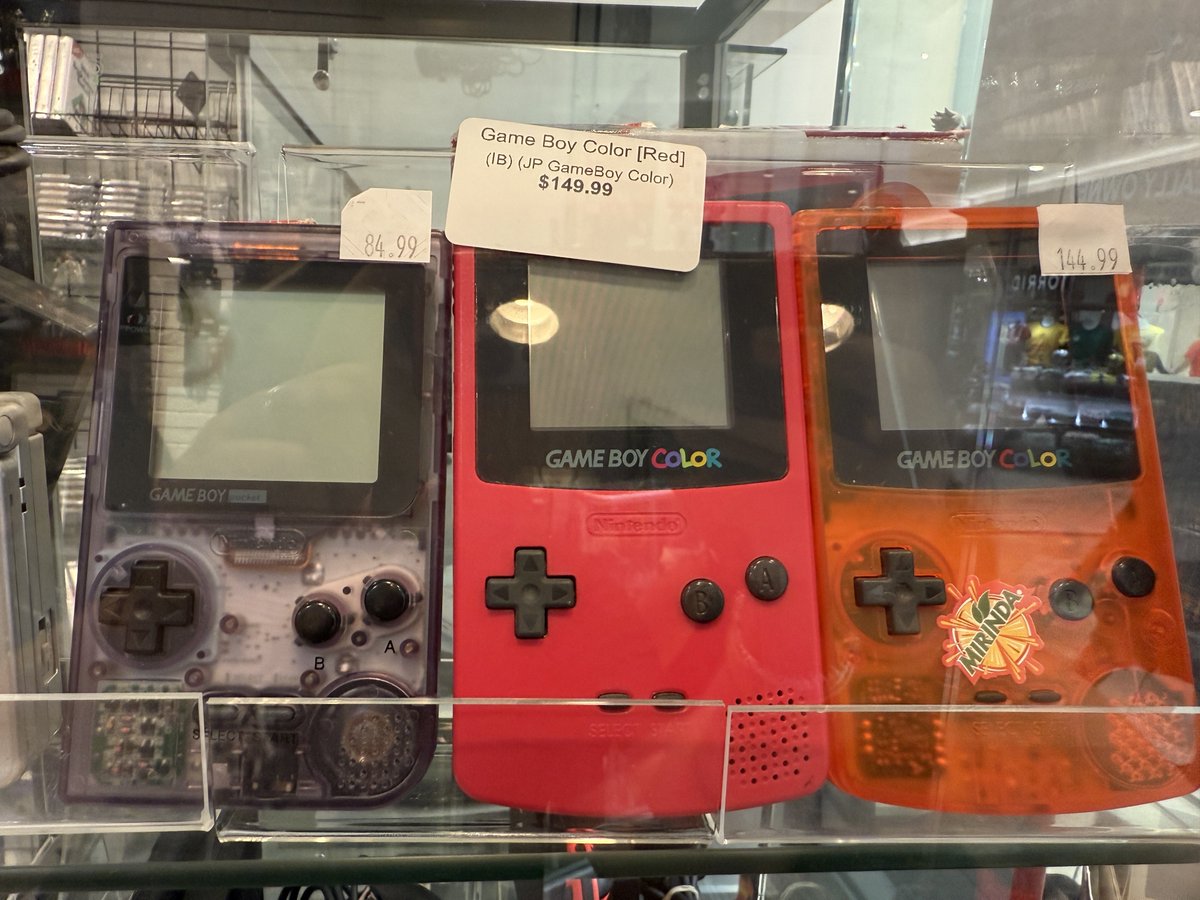 Game Boy Color [Red]
(IB) (JP GameBoy Color)
$149.99
84.99
144.99
GAME BOY pocket
B
A
SELECT START
GAME BOY COLOR
Nintendo
B
A
SELECT
GAME BOY COLOR
Nintendo
MIRINDA
B